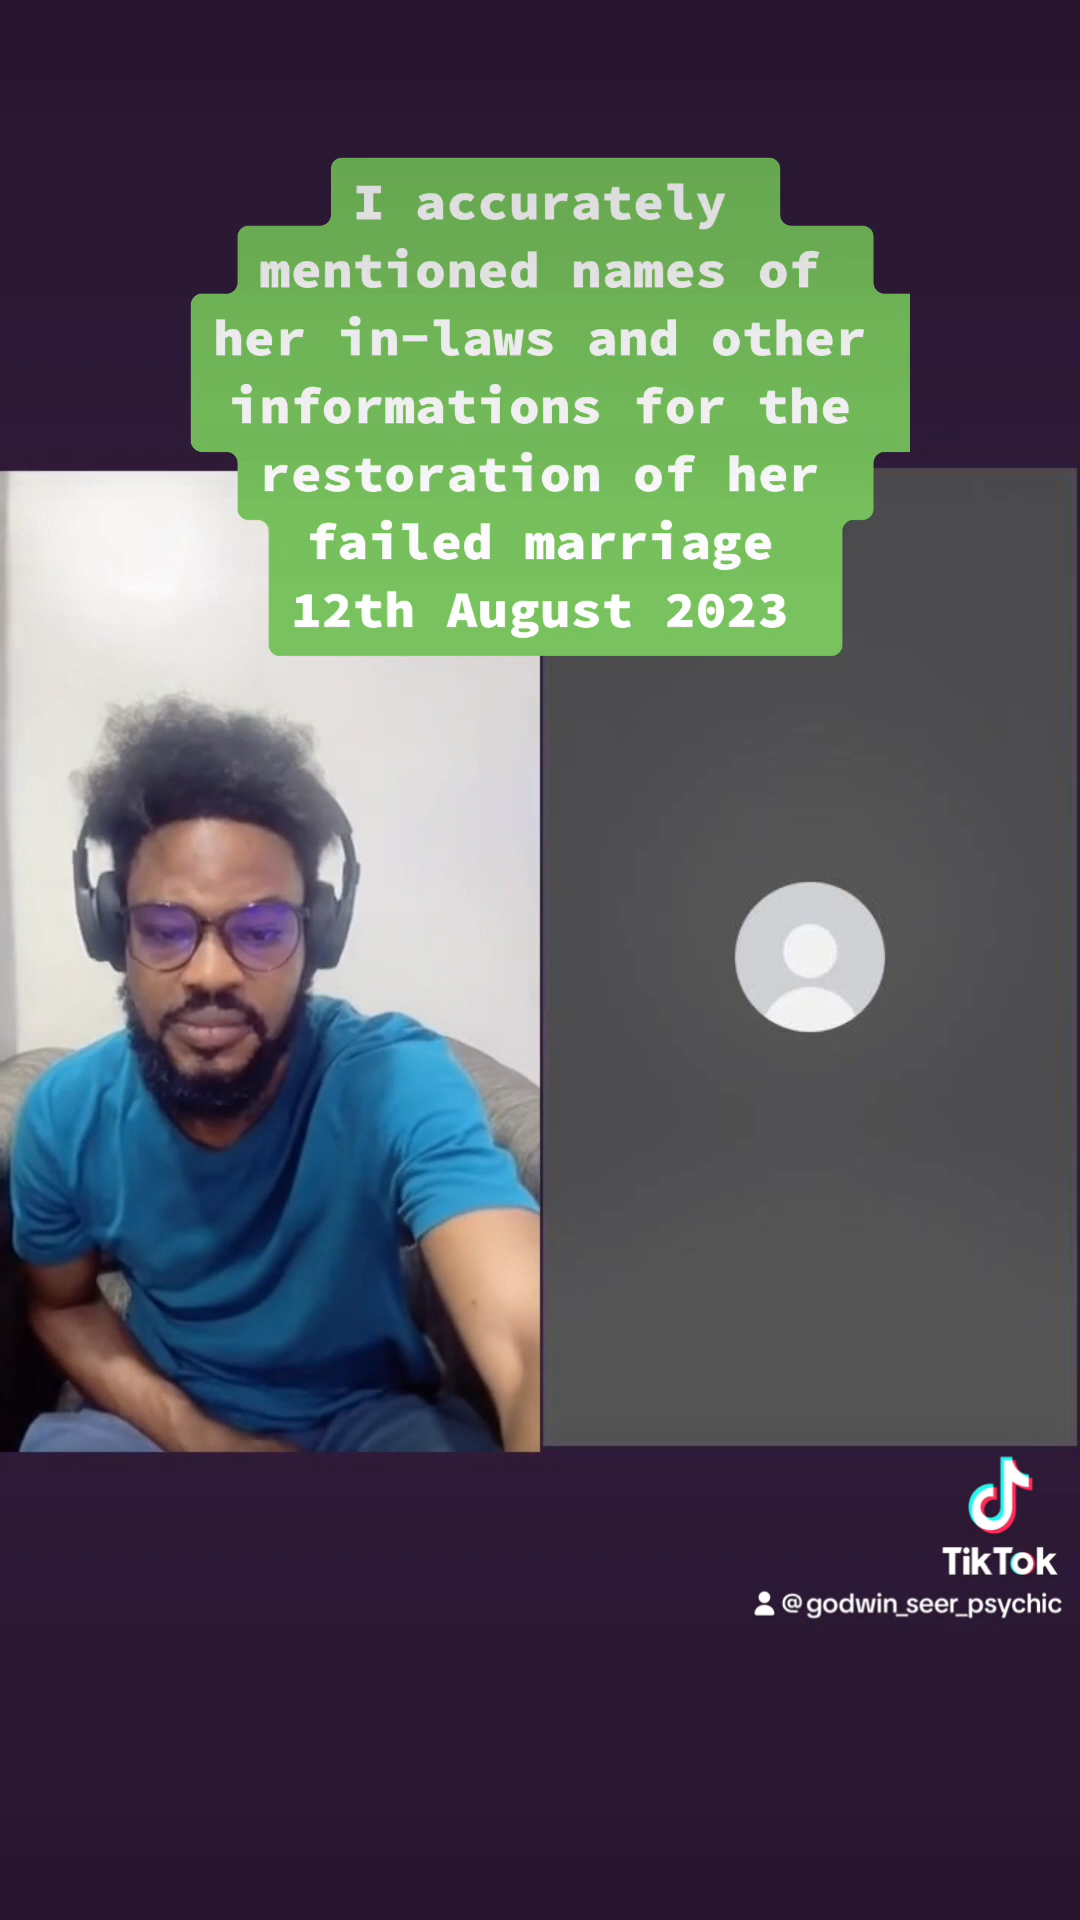 I accurately
mentioned names of
her in-laws and other
informations for the
restoration of her
failed marriage
12th August 2023
TikTok
@godwin_seer_psychic